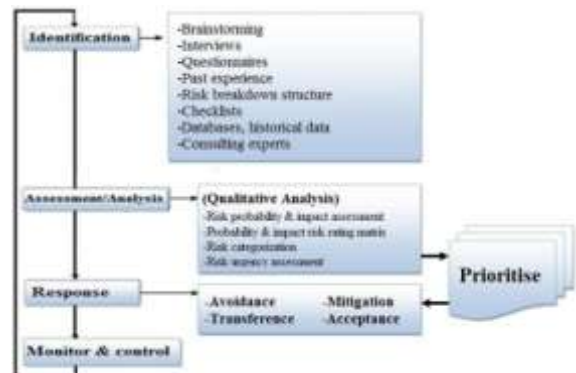 Identification
-Brainstorming
-Interviews
-Questionnaires
-Past experience
-Risk breakdown structure
-Checklists
-Databases, historical data
-Consulting experts
Assessment/Analysis
(Qualitative Analysis)
-Risk probability & impact assessment
-Probability & impact risk rating matrix
-Risk categorization
-Risk urgency assessment
Prioritise
Response
-Avoidance -Mitigation
-Transference -Acceptance
Monitor & control